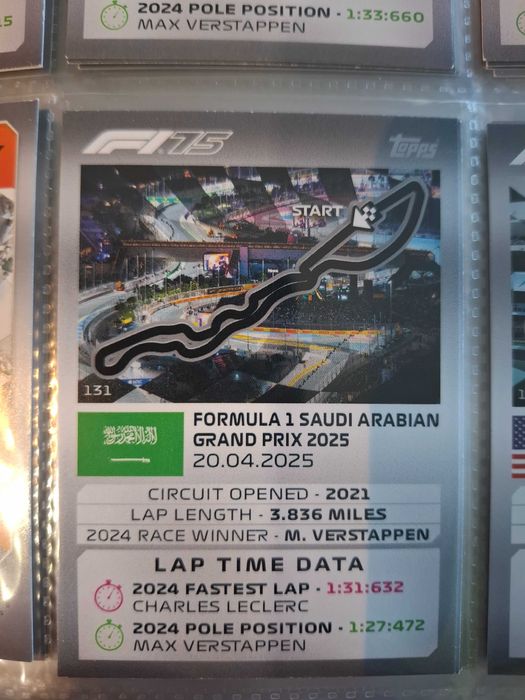 15
2024 POLE POSITION - 1:33:660
MAX VERSTAPPEN
F1 75
Topps
START
131
FORMULA 1 SAUDI ARABIAN
GRAND PRIX 2025
20.04.2025
CIRCUIT OPENED - 2021
LAP LENGTH - 3.836 MILES
2024 RACE WINNER - M. VERSTAPPEN
LAP TIME DATA
2024 FASTEST LAP - 1:31:632
CHARLES LECLERC
2024 POLE POSITION - 1:27:472
MAX VERSTAPPEN